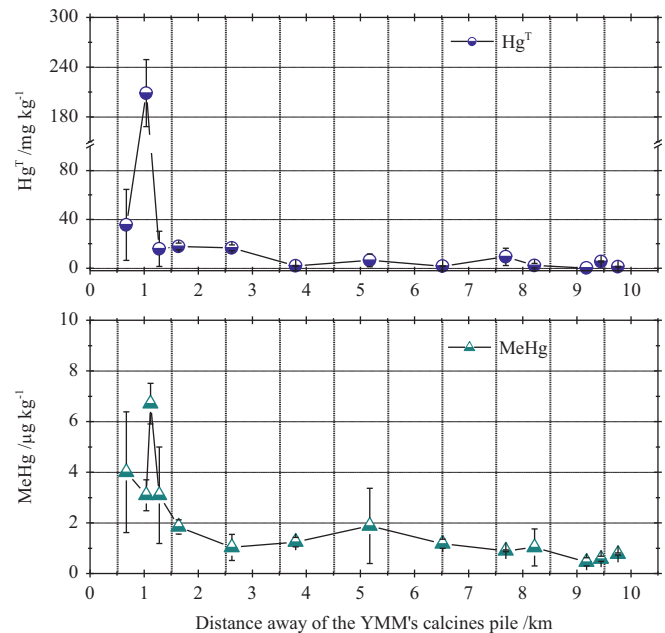 300
240
180
80
40
0
Hgᵀ /mg kg⁻¹
Hgᵀ
0 1 2 3 4 5 6 7 8 9 10
10
8
6
4
2
0
MeHg /µg kg⁻¹
MeHg
0 1 2 3 4 5 6 7 8 9 10
Distance away of the YMM's calcines pile /km